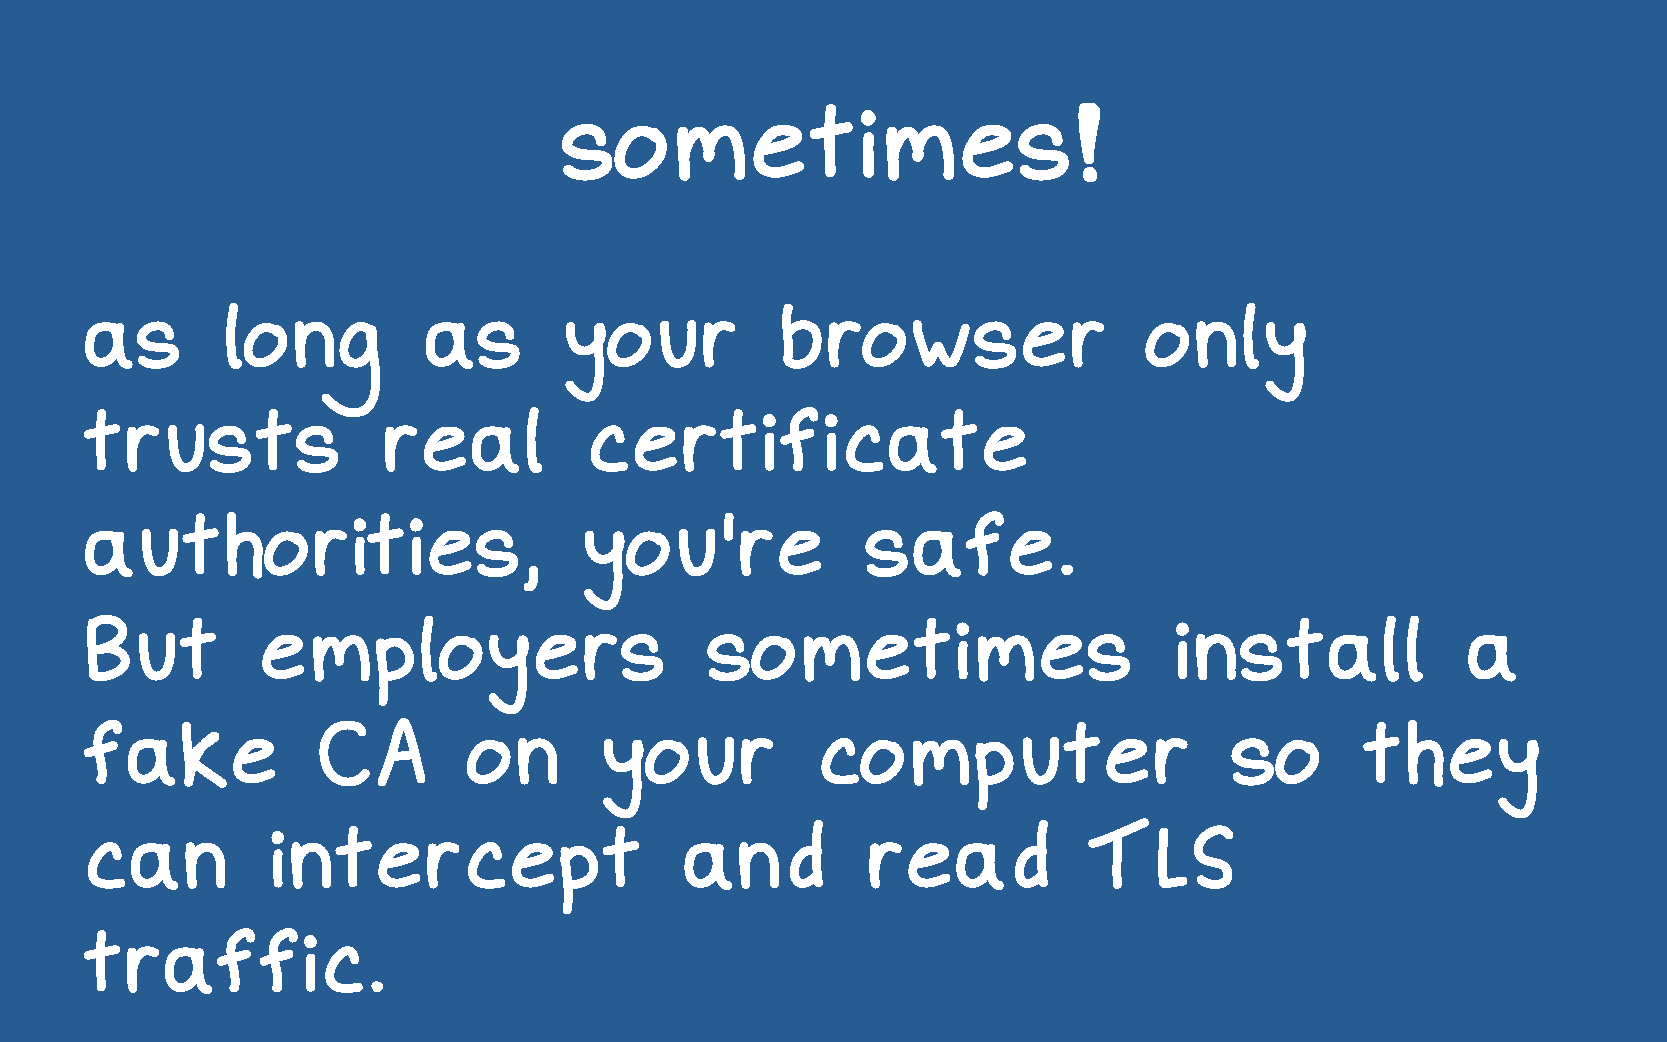 sometimes!
as long as your browser only
trusts real certificate
authorities, you're safe.
But employers sometimes install a
fake CA on your computer so they
can intercept and read TLS
traffic.